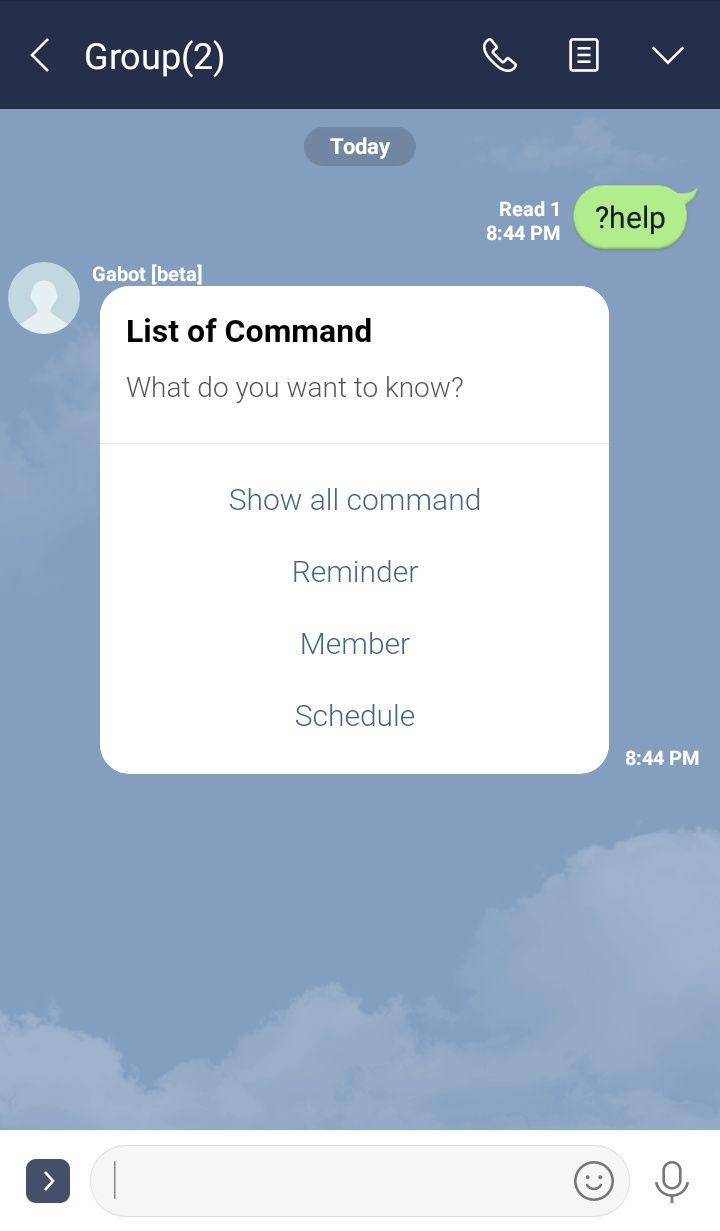 Group(2)
Today
Read 1
8:44 PM
?help
Gabot [beta]
List of Command
What do you want to know?
Show all command
Reminder
Member
Schedule
8:44 PM